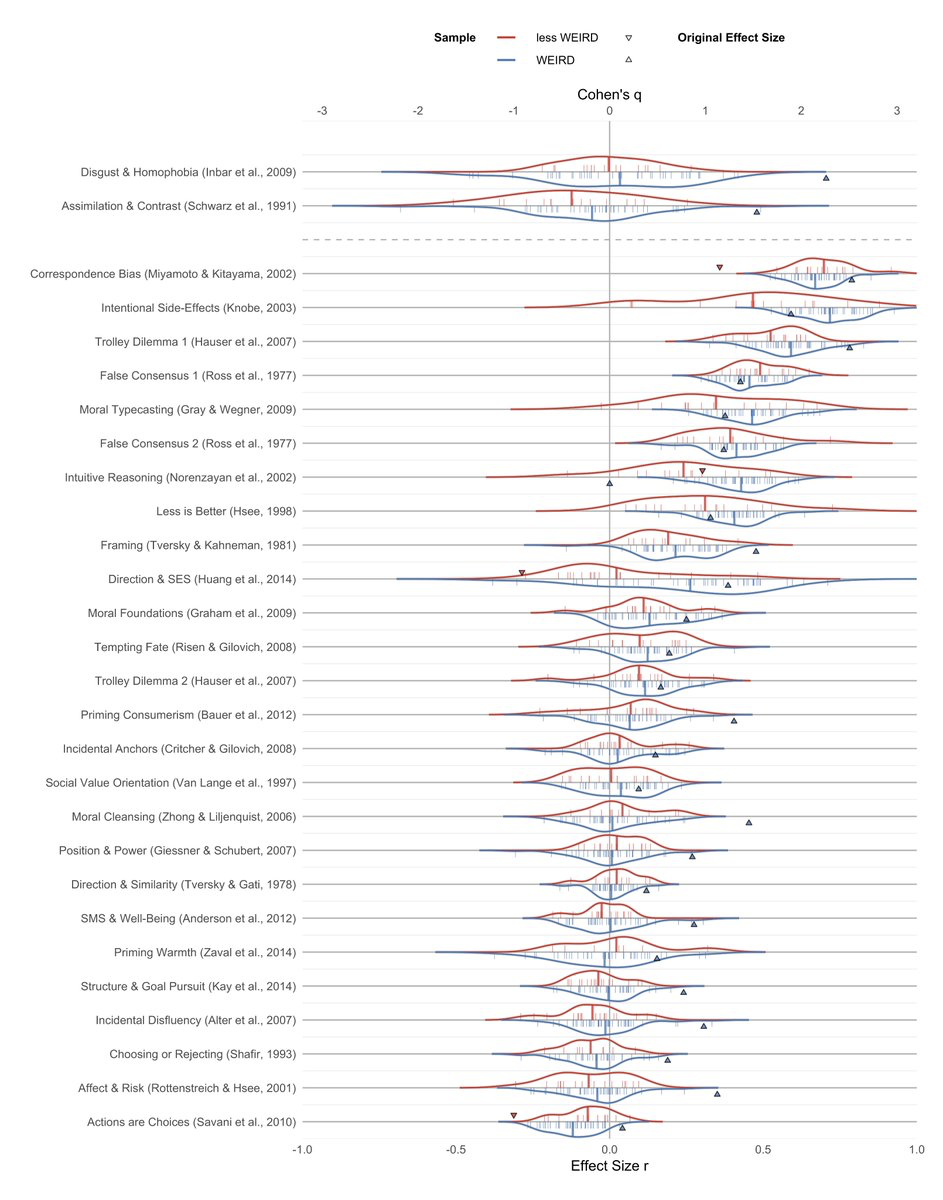 Sample less WEIRD Original Effect Size
WEIRD
Cohen's q
-3 -2 -1 0 1 2 3
Disgust & Homophobia (Inbar et al., 2009)
Assimilation & Contrast (Schwarz et al., 1991)
Correspondence Bias (Miyamoto & Kitayama, 2002)
Intentional Side-Effects (Knobe, 2003)
Trolley Dilemma 1 (Hauser et al., 2007)
False Consensus 1 (Ross et al., 1977)
Moral Typecasting (Gray & Wegner, 2009)
False Consensus 2 (Ross et al., 1977)
Intuitive Reasoning (Norenzayan et al., 2002)
Less is Better (Hsee, 1998)
Framing (Tversky & Kahneman, 1981)
Direction & SES (Huang et al., 2014)
Moral Foundations (Graham et al., 2009)
Tempting Fate (Risen & Gilovich, 2008)
Trolley Dilemma 2 (Hauser et al., 2007)
Priming Consumerism (Bauer et al., 2012)
Incidental Anchors (Critcher & Gilovich, 2008)
Social Value Orientation (Van Lange et al., 1997)
Moral Cleansing (Zhong & Liljenquist, 2006)
Position & Power (Giessner & Schubert, 2007)
Direction & Similarity (Tversky & Gati, 1978)
SMS & Well-Being (Anderson et al., 2012)
Priming Warmth (Zaval et al., 2014)
Structure & Goal Pursuit (Kay et al., 2014)
Incidental Disfluency (Alter et al., 2007)
Choosing or Rejecting (Shafir, 1993)
Affect & Risk (Rottenstreich & Hsee, 2001)
Actions are Choices (Savani et al., 2010)
-1.0 -0.5 0.0 0.5 1.0
Effect Size r